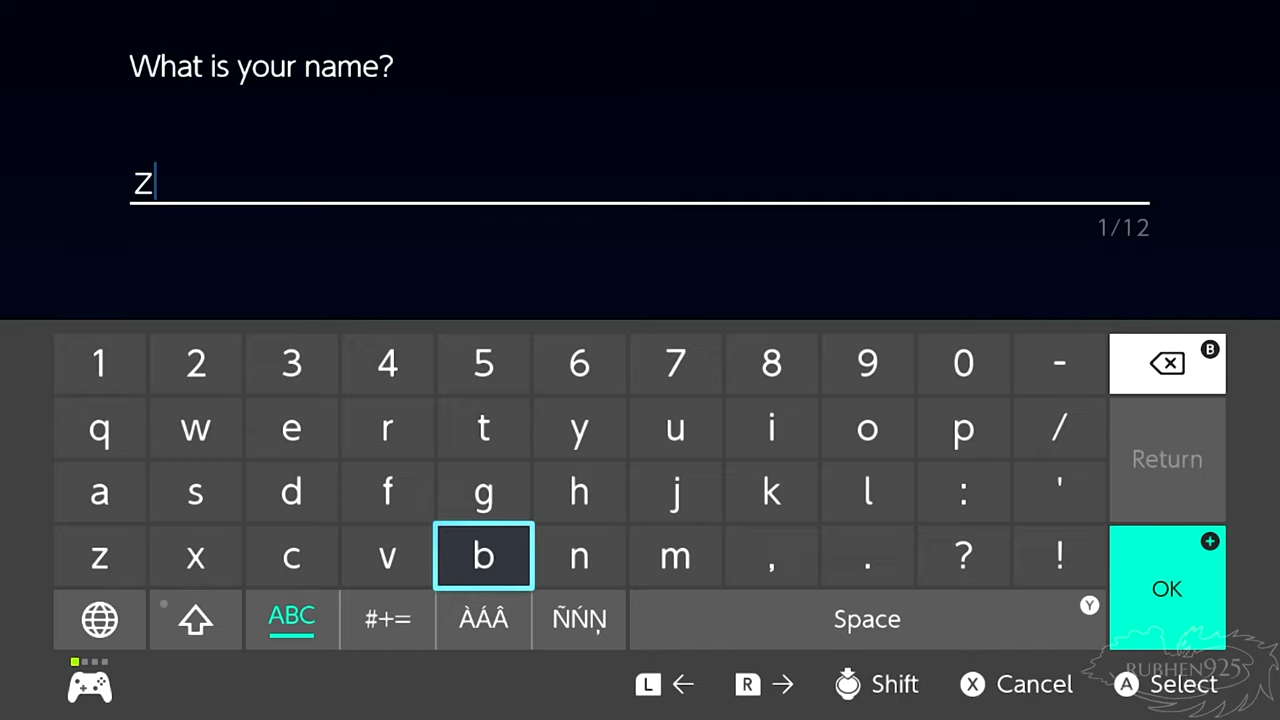 What is your name?
Z
1/12
1 2 3 4 5 6 7 8 9 0 -
B
q w e r t y u i o p /
Return
a s d f g h j k l : '
z x c v b n m , . ? !
+
OK
ABC #+= ÀÁÂ ÑŃŅ Space Y
L ← R → Shift X Cancel A Select
RUBHEN925